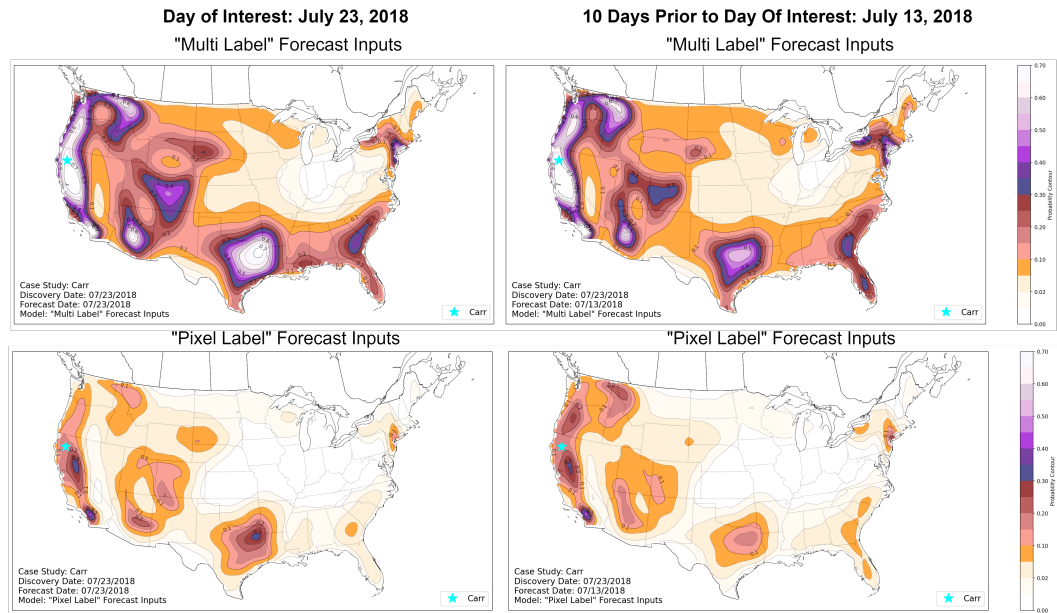 Day of Interest: July 23, 2018
10 Days Prior to Day Of Interest: July 13, 2018
"Multi Label" Forecast Inputs
"Multi Label" Forecast Inputs
Case Study: Carr
Discovery Date: 07/23/2018
Forecast Date: 07/23/2018
Model: "Multi Label" Forecast Inputs
Carr
Case Study: Carr
Discovery Date: 07/23/2018
Forecast Date: 07/13/2018
Model: "Multi Label" Forecast Inputs
Carr
0.70
0.60
0.50
0.40
0.30
0.20
0.10
0.02
0.00
Probability Contour
"Pixel Label" Forecast Inputs
"Pixel Label" Forecast Inputs
Case Study: Carr
Discovery Date: 07/23/2018
Forecast Date: 07/23/2018
Model: "Pixel Label" Forecast Inputs
Carr
Case Study: Carr
Discovery Date: 07/23/2018
Forecast Date: 07/13/2018
Model: "Pixel Label" Forecast Inputs
Carr
0.70
0.60
0.50
0.40
0.30
0.20
0.10
0.02
0.00
Probability Contour